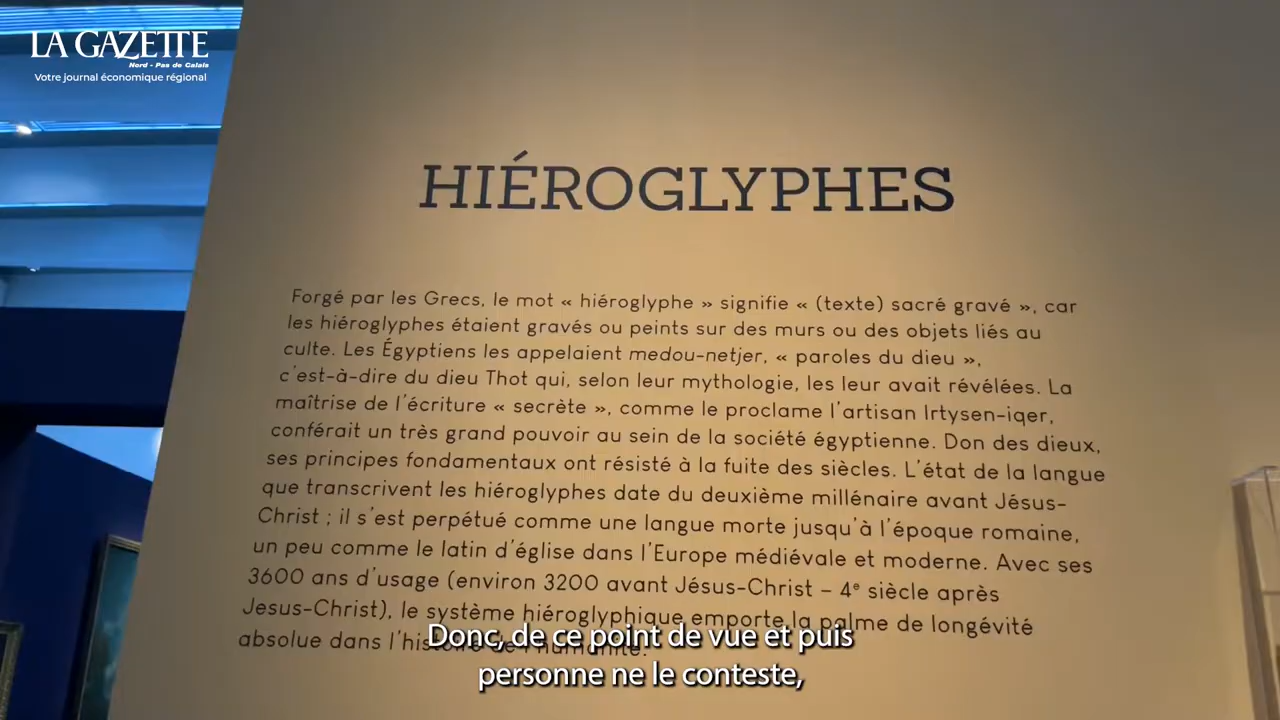 LA GAZETTE
Nord - Pas de Calais
Votre journal économique régional
HIÉROGLYPHES
Forgé par les Grecs, le mot « hiéroglyphe » signifie « (texte) sacré gravé », car
les hiéroglyphes étaient gravés ou peints sur des murs ou des objets liés au
culte. Les Égyptiens les appelaient medou-netjer, « paroles du dieu »,
c'est-à-dire du dieu Thot qui, selon leur mythologie, les leur avait révélées. La
maîtrise de l'écriture « secrète », comme le proclame l'artisan Irtysen-iqer,
conférait un très grand pouvoir au sein de la société égyptienne. Don des dieux,
ses principes fondamentaux ont résisté à la fuite des siècles. L'état de la langue
que transcrivent les hiéroglyphes date du deuxième millénaire avant Jésus-
Christ ; il s'est perpétué comme une langue morte jusqu'à l'époque romaine,
un peu comme le latin d'église dans l'Europe médiévale et moderne. Avec ses
3600 ans d'usage (environ 3200 avant Jésus-Christ – 4e siècle après
Jesus-Christ), le système hiéroglyphique emporte la palme de longévité
absolue dans l'histoire de l'humanité.
Donc, de ce point de vue et puis
personne ne le conteste,